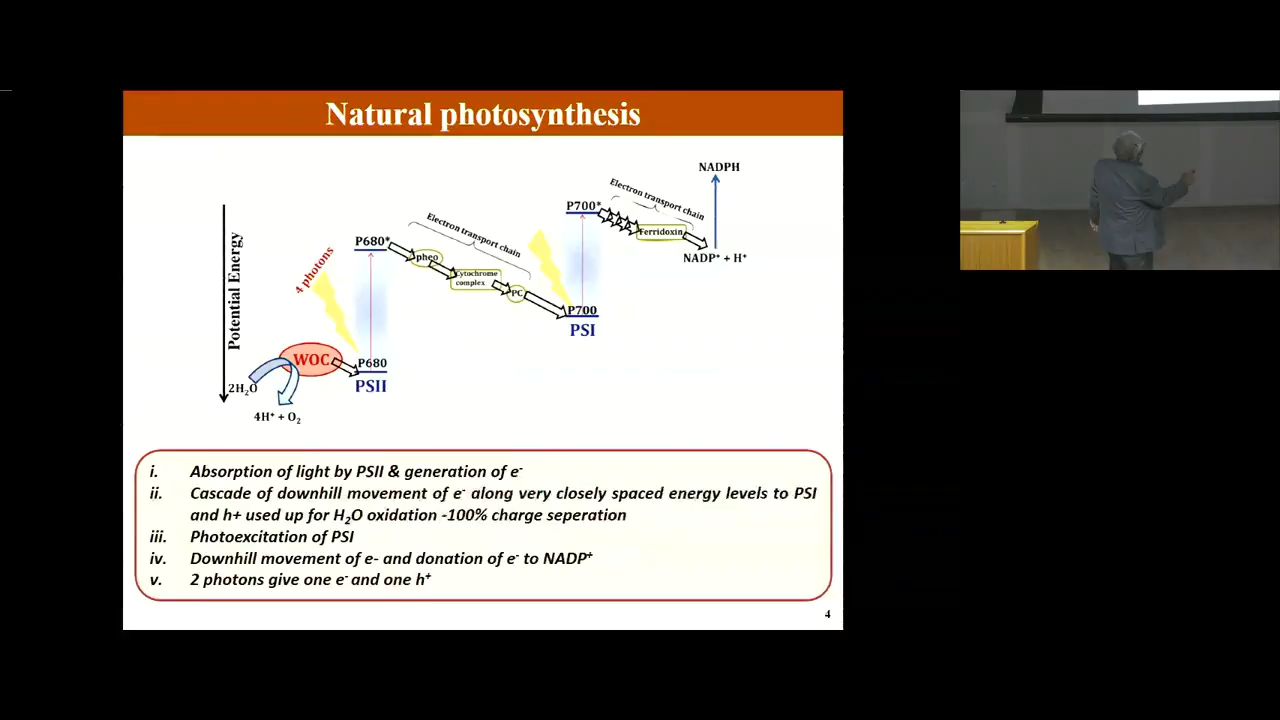 Natural photosynthesis
NADPH
Electron transport chain
P700*
Ferridoxin
NADP⁺ + H⁺
Electron transport chain
P680*
pheo
Cytochrome
complex
PC
P700
PSI
Potential Energy
4 photons
WOC
P680
PSII
2H₂O
4H⁺ + O₂
i. Absorption of light by PSII & generation of e⁻
ii. Cascade of downhill movement of e⁻ along very closely spaced energy levels to PSI
and h+ used up for H₂O oxidation -100% charge seperation
iii. Photoexcitation of PSI
iv. Downhill movement of e- and donation of e⁻ to NADP⁺
v. 2 photons give one e⁻ and one h⁺
4